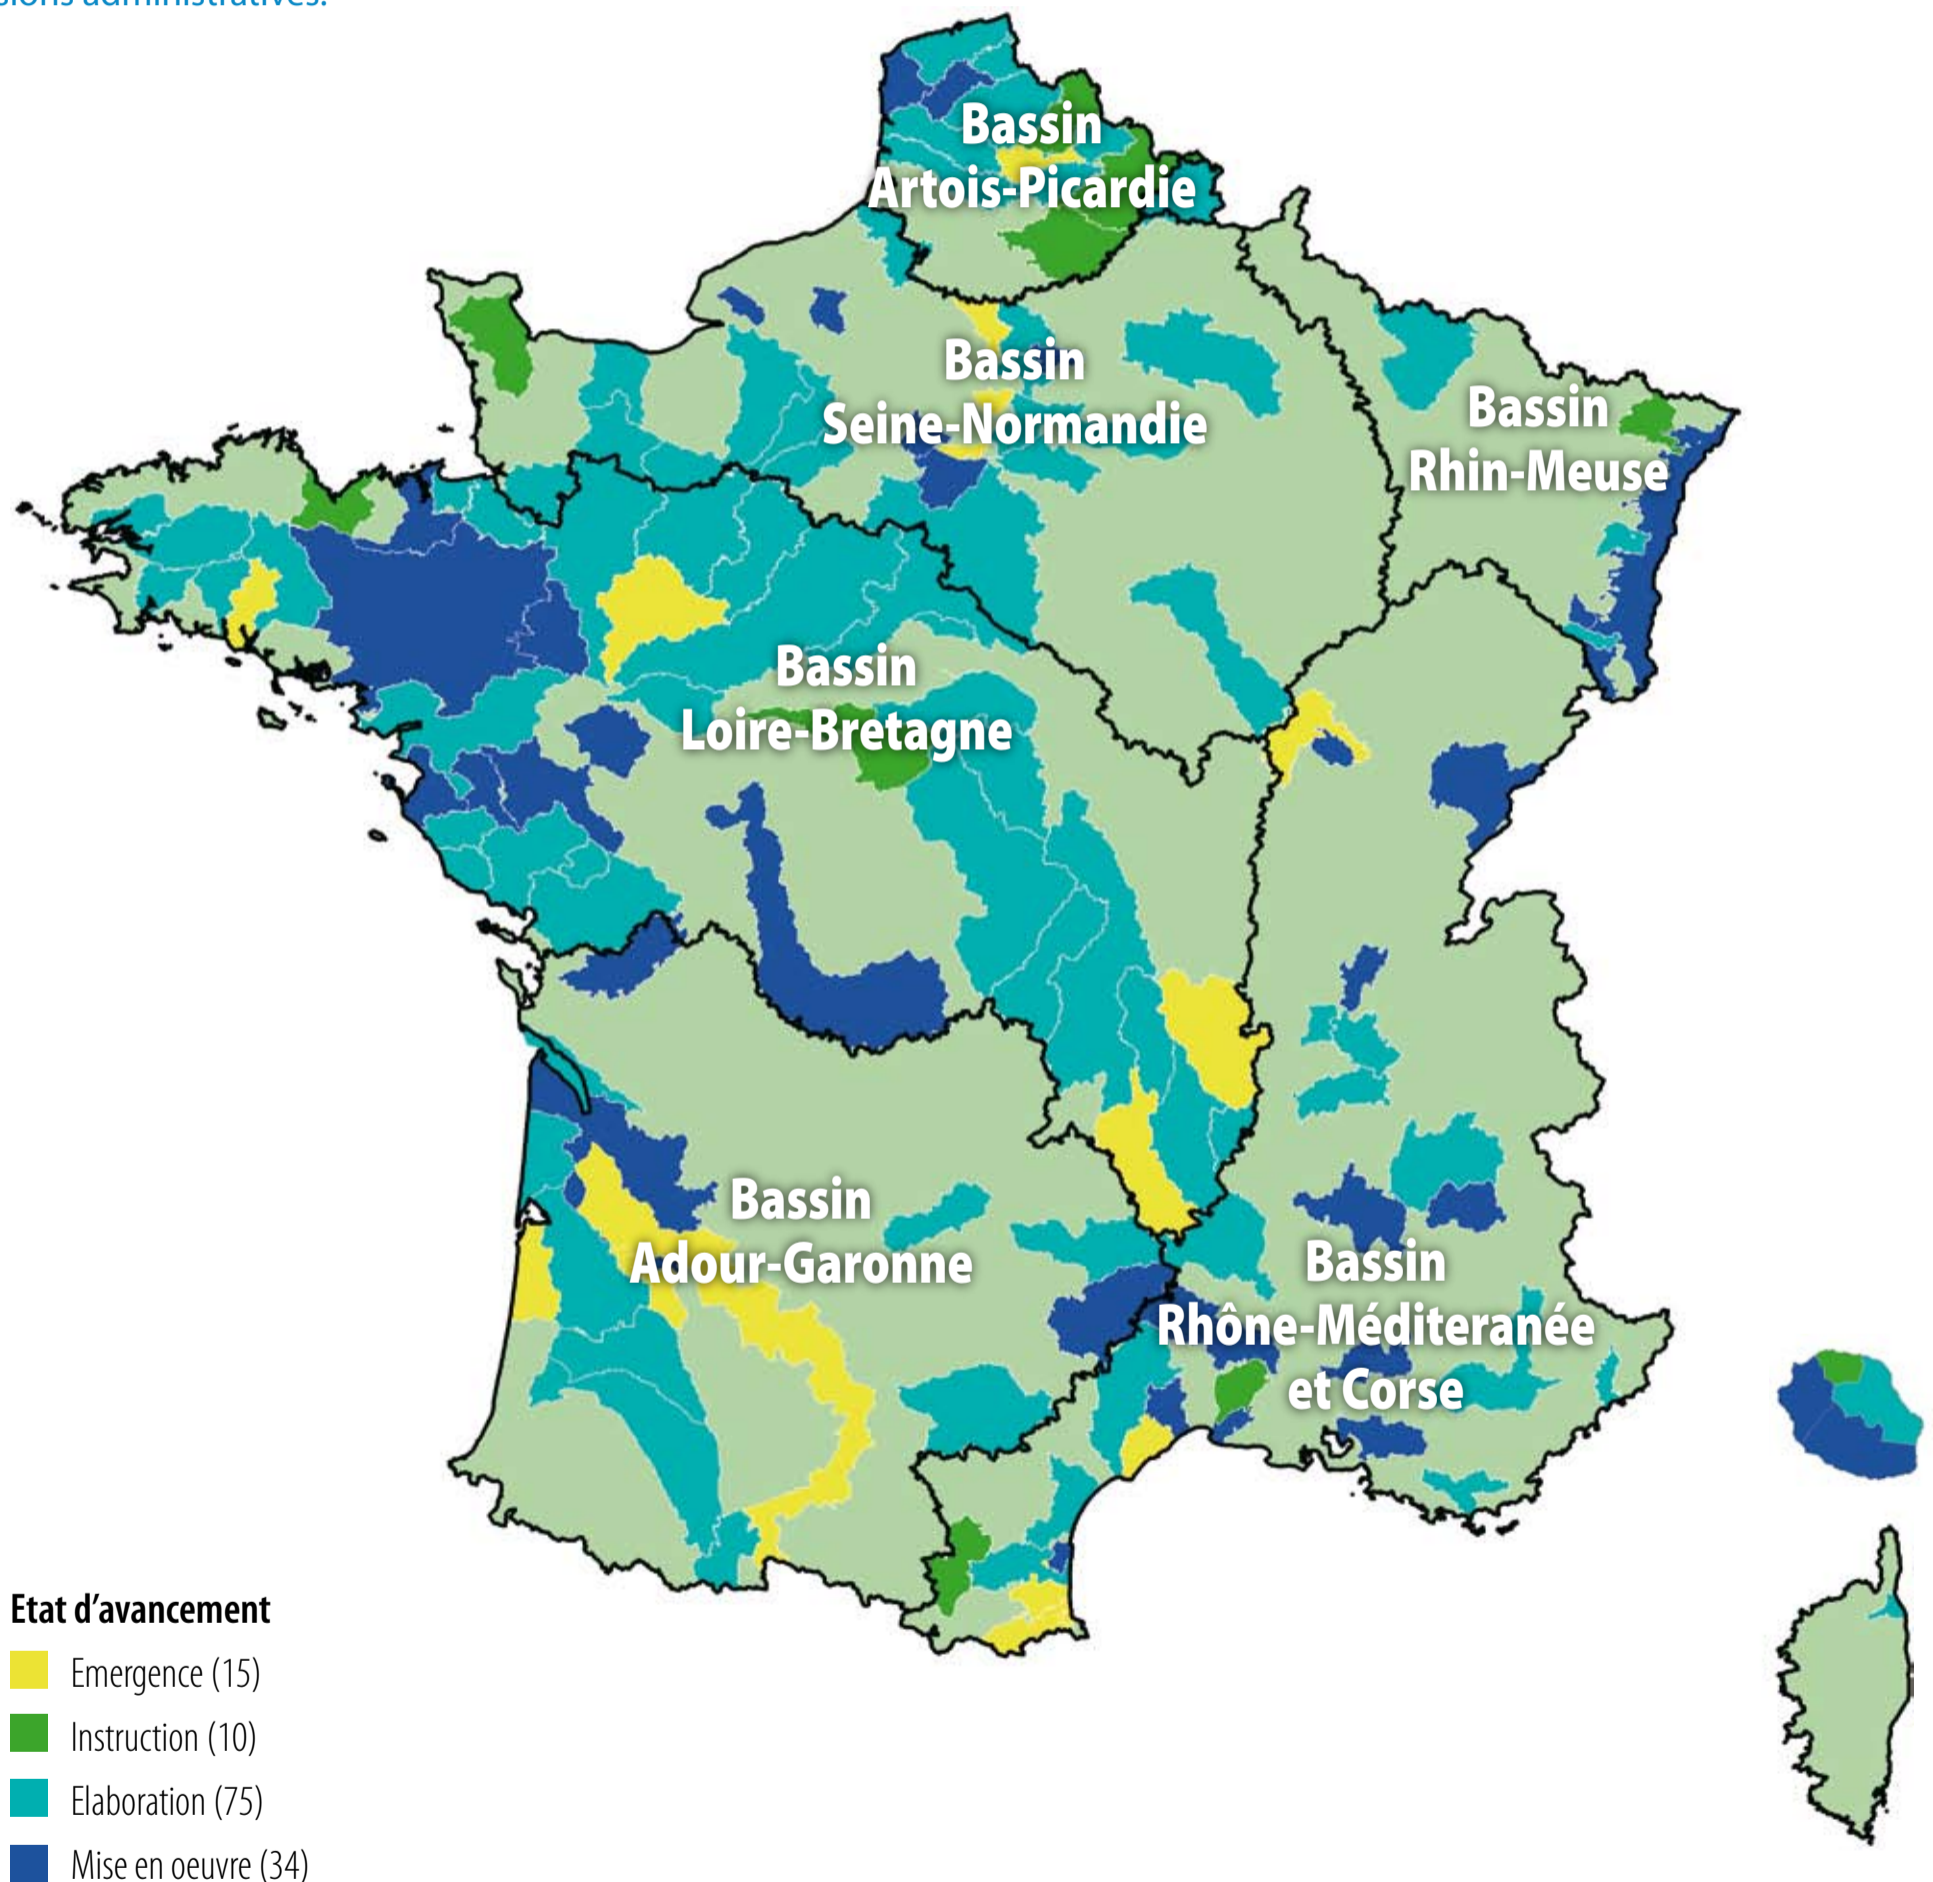 administratives.
Bassin
Artois-Picardie
Bassin
Seine-Normandie
Bassin
Rhin-Meuse
Bassin
Loire-Bretagne
Bassin
Adour-Garonne
Bassin
Rhône-Méditeranée
et Corse
Etat d’avancement
Emergence (15)
Instruction (10)
Elaboration (75)
Mise en oeuvre (34)